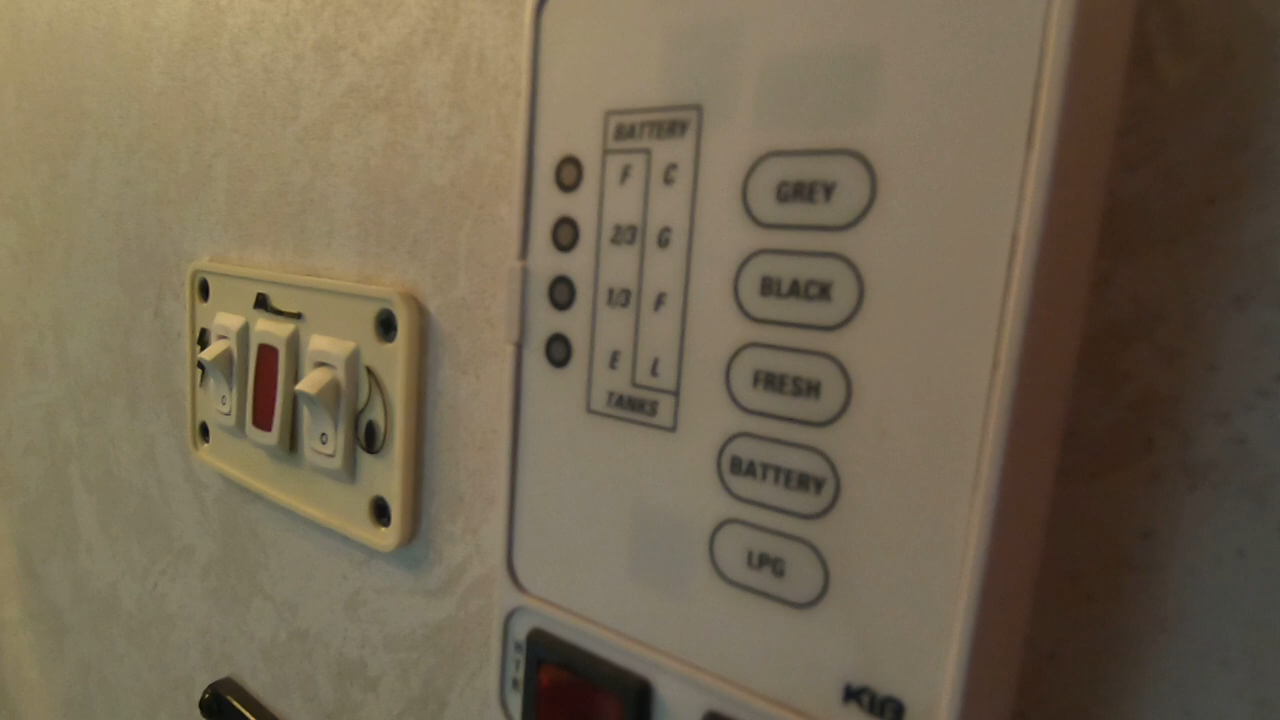 BATTERY
F C
2/3 G
1/3 F
E L
TANKS
GREY
BLACK
FRESH
BATTERY
LPG
KIB
O
O